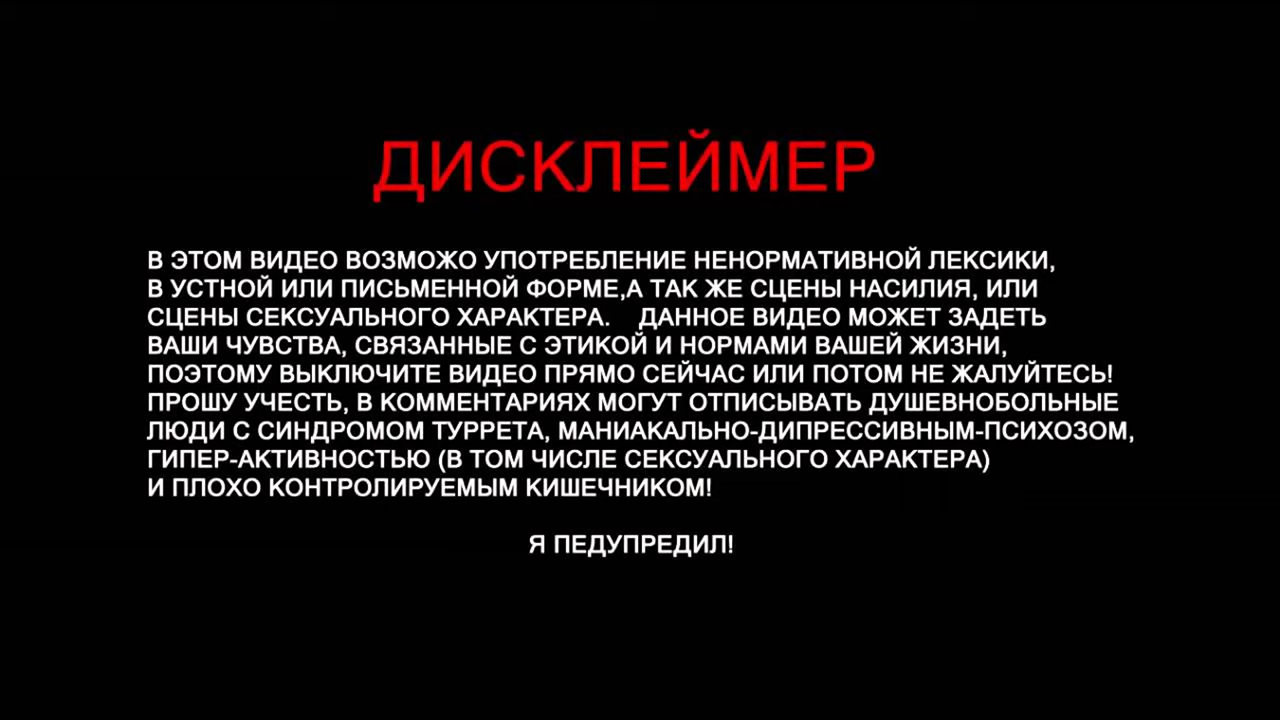 ДИСКЛЕЙМЕР
В ЭТОМ ВИДЕО ВОЗМОЖО УПОТРЕБЛЕНИЕ НЕНОРМАТИВНОЙ ЛЕКСИКИ,
В УСТНОЙ ИЛИ ПИСЬМЕННОЙ ФОРМЕ,А ТАК ЖЕ СЦЕНЫ НАСИЛИЯ, ИЛИ
СЦЕНЫ СЕКСУАЛЬНОГО ХАРАКТЕРА. ДАННОЕ ВИДЕО МОЖЕТ ЗАДЕТЬ
ВАШИ ЧУВСТВА, СВЯЗАННЫЕ С ЭТИКОЙ И НОРМАМИ ВАШЕЙ ЖИЗНИ,
ПОЭТОМУ ВЫКЛЮЧИТЕ ВИДЕО ПРЯМО СЕЙЧАС ИЛИ ПОТОМ НЕ ЖАЛУЙТЕСЬ!
ПРОШУ УЧЕСТЬ, В КОММЕНТАРИЯХ МОГУТ ОТПИСЫВАТЬ ДУШЕВНОБОЛЬНЫЕ
ЛЮДИ С СИНДРОМОМ ТУРРЕТА, МАНИАКАЛЬНО-ДИПРЕССИВНЫМ-ПСИХОЗОМ,
ГИПЕР-АКТИВНОСТЬЮ (В ТОМ ЧИСЛЕ СЕКСУАЛЬНОГО ХАРАКТЕРА)
И ПЛОХО КОНТРОЛИРУЕМЫМ КИШЕЧНИКОМ!
Я ПЕДУПРЕДИЛ!